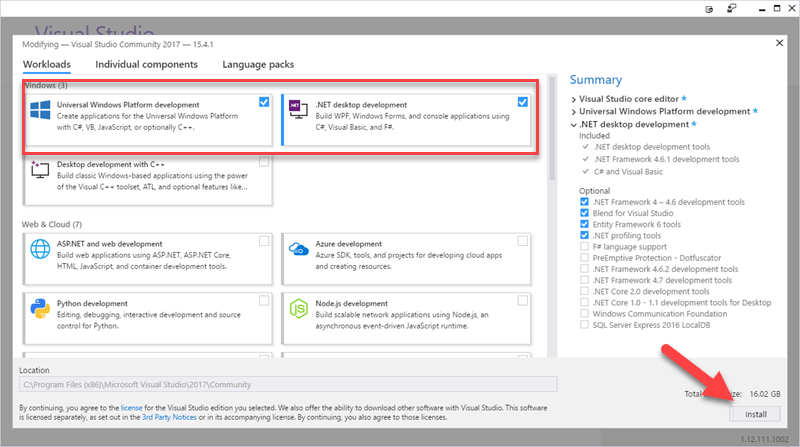 Visual Studio
Modifying — Visual Studio Community 2017 — 15.4.1
Workloads
Individual components
Language packs
Windows (3)
Universal Windows Platform development
Create applications for the Universal Windows Platform
with C#, VB, JavaScript, or optionally C++.
.NET desktop development
Build WPF, Windows Forms, and console applications using
C#, Visual Basic, and F#.
Desktop development with C++
Build classic Windows-based applications using the power
of the Visual C++ toolset, ATL, and optional features like...
Web & Cloud (7)
ASP.NET and web development
Build web applications using ASP.NET, ASP.NET Core,
HTML, JavaScript, and container development tools.
Azure development
Azure SDK, tools, and projects for developing cloud apps
and creating resources.
Python development
Editing, debugging, interactive development and source
control for Python.
Node.js development
Build scalable network applications using Node.js, an
asynchronous event-driven JavaScript runtime.
Summary
Visual Studio core editor *
Universal Windows Platform development *
.NET desktop development *
Included
.NET desktop development tools
.NET Framework 4.6.1 development tools
C# and Visual Basic
Optional
.NET Framework 4 – 4.6 development tools
Blend for Visual Studio
Entity Framework 6 tools
.NET profiling tools
F# language support
PreEmptive Protection - Dotfuscator
.NET Framework 4.6.2 development tools
.NET Framework 4.7 development tools
.NET Core 2.0 development tools
.NET Core 1.0 - 1.1 development tools for Desktop
Windows Communication Foundation
SQL Server Express 2016 LocalDB
Location
C:\Program Files (x86)\Microsoft Visual Studio\2017\Community
By continuing, you agree to the license for the Visual Studio edition you selected. We also offer the ability to download other software with Visual Studio. This software
is licensed separately, as set out in the 3rd Party Notices or in its accompanying license. By continuing, you also agree to those licenses.
Total 16.02 GB
Install
1.12.111.1002